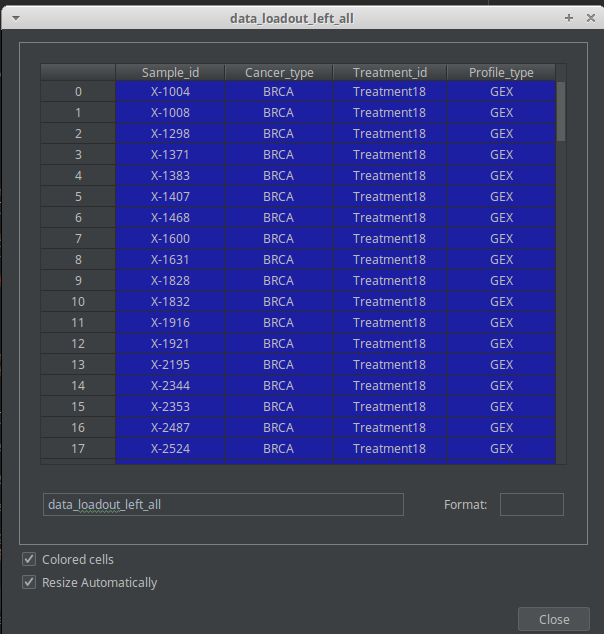 data_loadout_left_all
Sample_id Cancer_type Treatment_id Profile_type
0 X-1004 BRCA Treatment18 GEX
1 X-1008 BRCA Treatment18 GEX
2 X-1298 BRCA Treatment18 GEX
3 X-1371 BRCA Treatment18 GEX
4 X-1383 BRCA Treatment18 GEX
5 X-1407 BRCA Treatment18 GEX
6 X-1468 BRCA Treatment18 GEX
7 X-1600 BRCA Treatment18 GEX
8 X-1631 BRCA Treatment18 GEX
9 X-1828 BRCA Treatment18 GEX
10 X-1832 BRCA Treatment18 GEX
11 X-1916 BRCA Treatment18 GEX
12 X-1921 BRCA Treatment18 GEX
13 X-2195 BRCA Treatment18 GEX
14 X-2344 BRCA Treatment18 GEX
15 X-2353 BRCA Treatment18 GEX
16 X-2487 BRCA Treatment18 GEX
17 X-2524 BRCA Treatment18 GEX
data_loadout_left_all Format:
Colored cells
Resize Automatically
Close